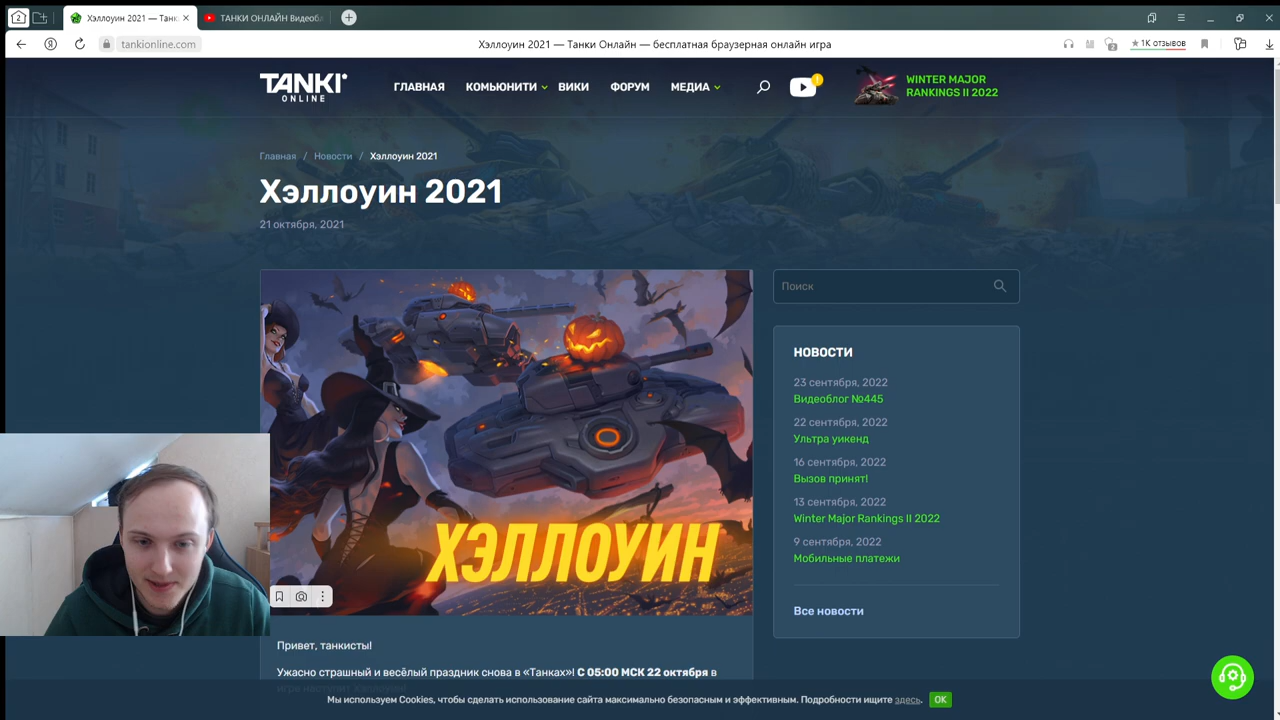 2
Хэллоуин 2021 — Танк
ТАНКИ ОНЛАЙН Видеобл
tankionline.com
Хэллоуин 2021 — Танки Онлайн — бесплатная браузерная онлайн игра
2
★ 1К отзывов
TANKI
ONLINE
ГЛАВНАЯ
КОМЬЮНИТИ
ВИКИ
ФОРУМ
МЕДИА
WINTER MAJOR
RANKINGS II 2022
Главная / Новости / Хэллоуин 2021
Хэллоуин 2021
21 октября, 2021
Поиск
ХЭЛЛОУИН
НОВОСТИ
23 сентября, 2022
Видеоблог №445
22 сентября, 2022
Ультра уикенд
16 сентября, 2022
Вызов принят!
13 сентября, 2022
Winter Major Rankings II 2022
9 сентября, 2022
Мобильные платежи
Все новости
Привет, танкисты!
Ужасно страшный и весёлый праздник снова в «Танках»! С 05:00 МСК 22 октября в
Мы используем Cookies, чтобы сделать использование сайта максимально безопасным и эффективным. Подробности ищите здесь.
OK